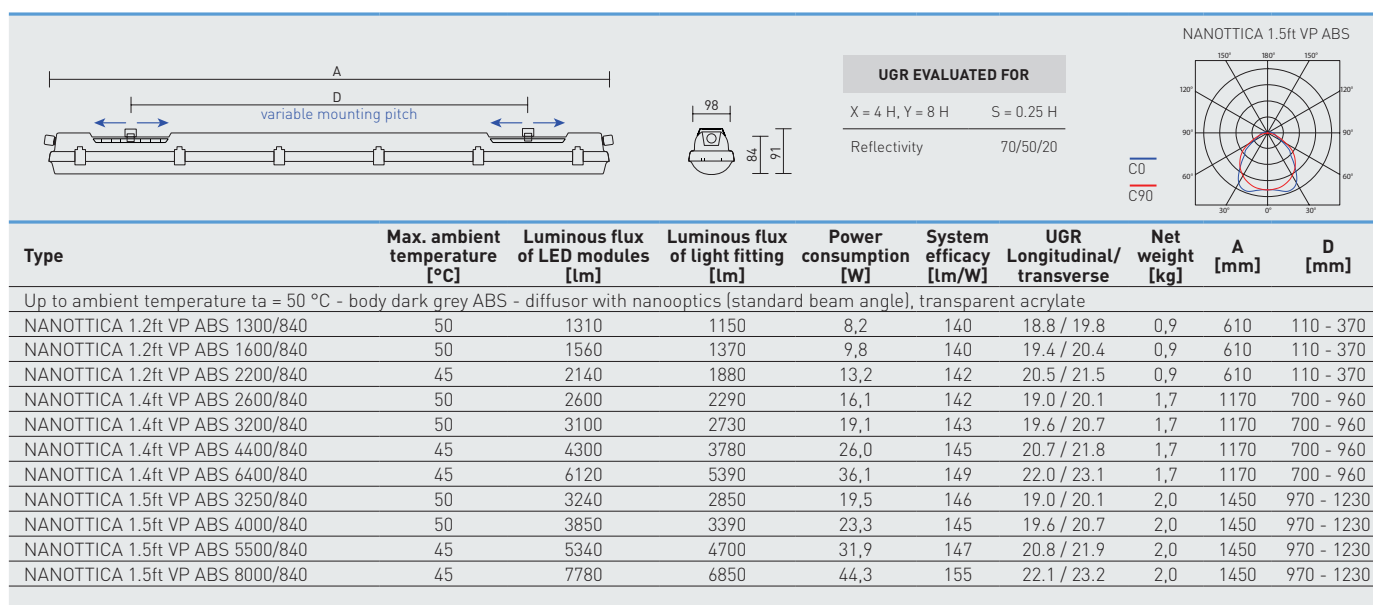 NANOTTICA 1.5ft VP ABS
A
D
variable mounting pitch
98
84
91
UGR EVALUATED FOR
X = 4 H, Y = 8 H S = 0.25 H
Reflectivity 70/50/20
150° 180° 150°
120° 120°
90° 90°
60° 60°
30° 0° 30°
C0
C90
Type Max. ambient temperature [°C] Luminous flux of LED modules [lm] Luminous flux of light fitting [lm] Power consumption [W] System efficacy [lm/W] UGR Longitudinal/ transverse Net weight [kg] A [mm] D [mm]
Up to ambient temperature ta = 50 °C - body dark grey ABS - diffusor with nanooptics (standard beam angle), transparent acrylate
NANOTTICA 1.2ft VP ABS 1300/840 50 1310 1150 8,2 140 18.8 / 19.8 0,9 610 110 - 370
NANOTTICA 1.2ft VP ABS 1600/840 50 1560 1370 9,8 140 19.4 / 20.4 0,9 610 110 - 370
NANOTTICA 1.2ft VP ABS 2200/840 45 2140 1880 13,2 142 20.5 / 21.5 0,9 610 110 - 370
NANOTTICA 1.4ft VP ABS 2600/840 50 2600 2290 16,1 142 19.0 / 20.1 1,7 1170 700 - 960
NANOTTICA 1.4ft VP ABS 3200/840 50 3100 2730 19,1 143 19.6 / 20.7 1,7 1170 700 - 960
NANOTTICA 1.4ft VP ABS 4400/840 45 4300 3780 26,0 145 20.7 / 21.8 1,7 1170 700 - 960
NANOTTICA 1.4ft VP ABS 6400/840 45 6120 5390 36,1 149 22.0 / 23.1 1,7 1170 700 - 960
NANOTTICA 1.5ft VP ABS 3250/840 50 3240 2850 19,5 146 19.0 / 20.1 2,0 1450 970 - 1230
NANOTTICA 1.5ft VP ABS 4000/840 50 3850 3390 23,3 145 19.6 / 20.7 2,0 1450 970 - 1230
NANOTTICA 1.5ft VP ABS 5500/840 45 5340 4700 31,9 147 20.8 / 21.9 2,0 1450 970 - 1230
NANOTTICA 1.5ft VP ABS 8000/840 45 7780 6850 44,3 155 22.1 / 23.2 2,0 1450 970 - 1230